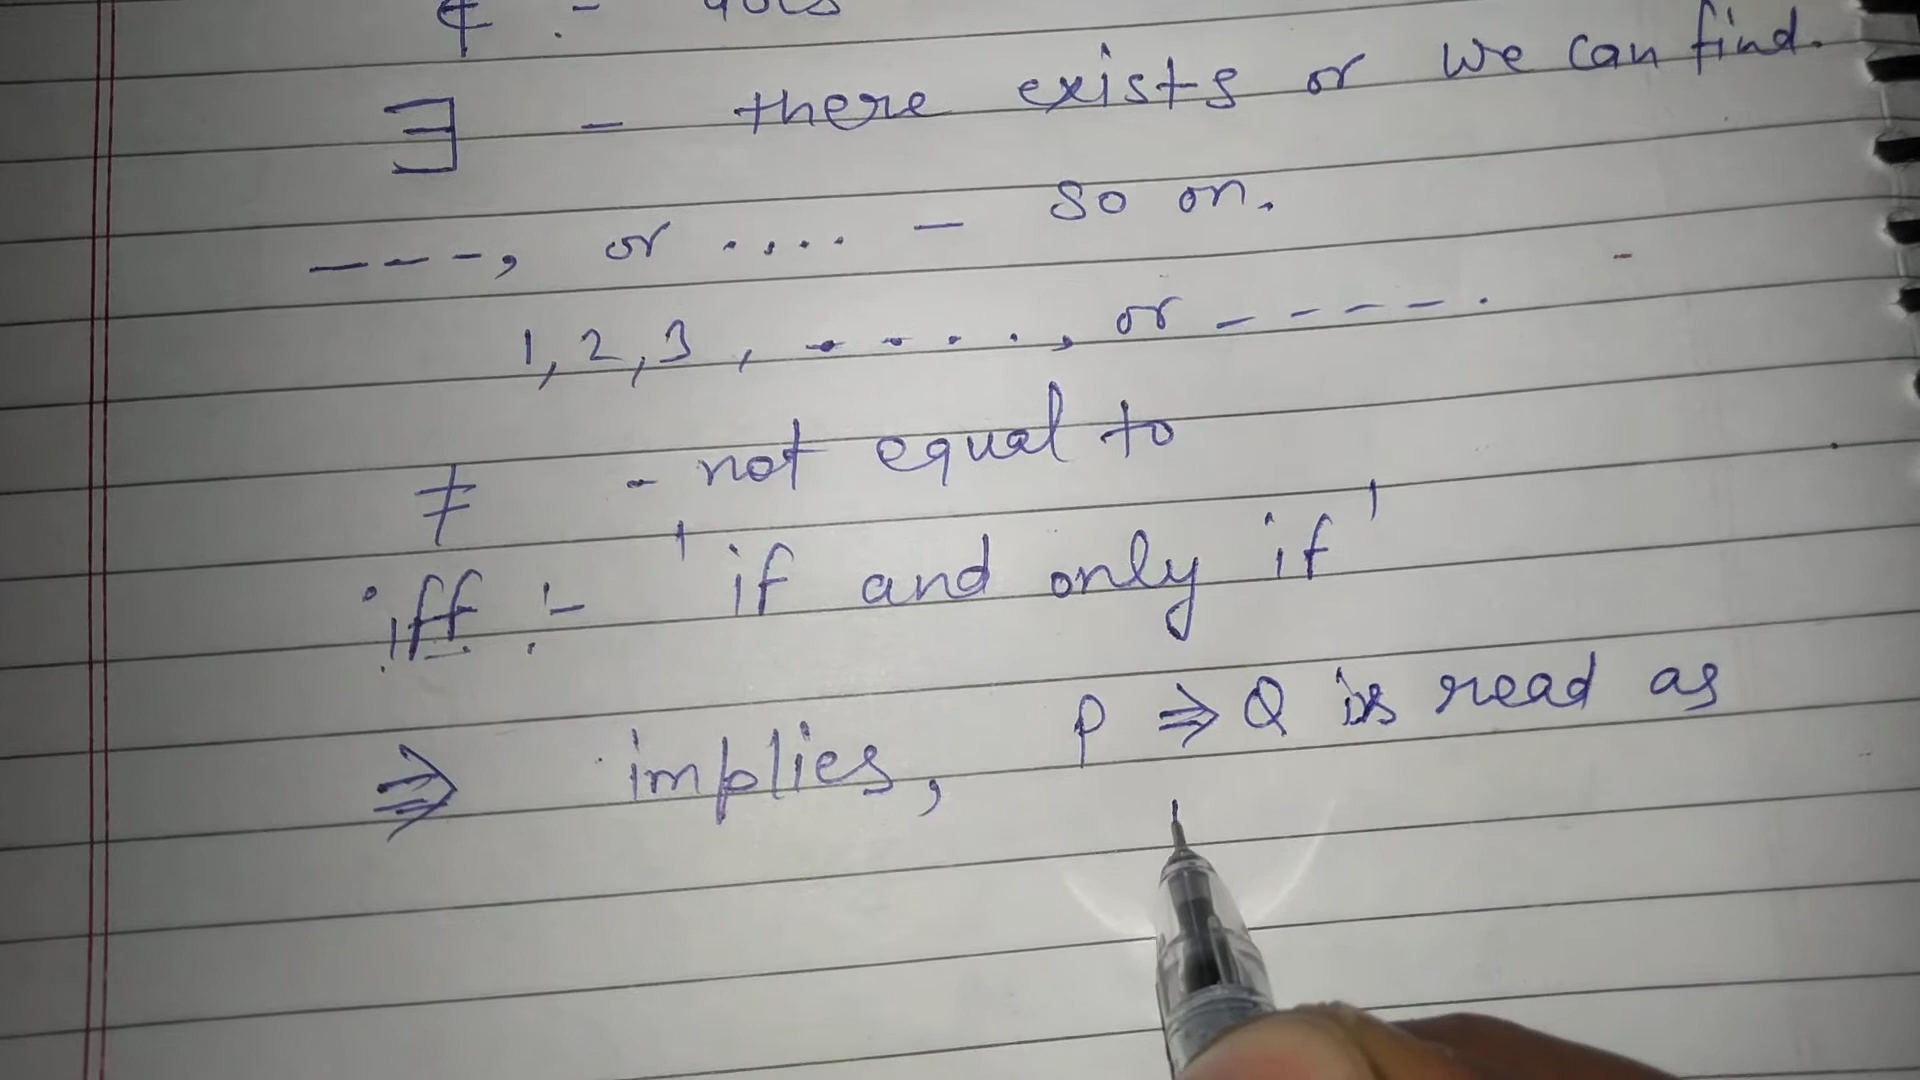 ∃ - there exists or we can find.
---, or .... - so on.
1, 2, 3, ...., or ----.
≠ - not equal to
iff :- 'if and only if'
⇒ implies, P ⇒ Q is read as